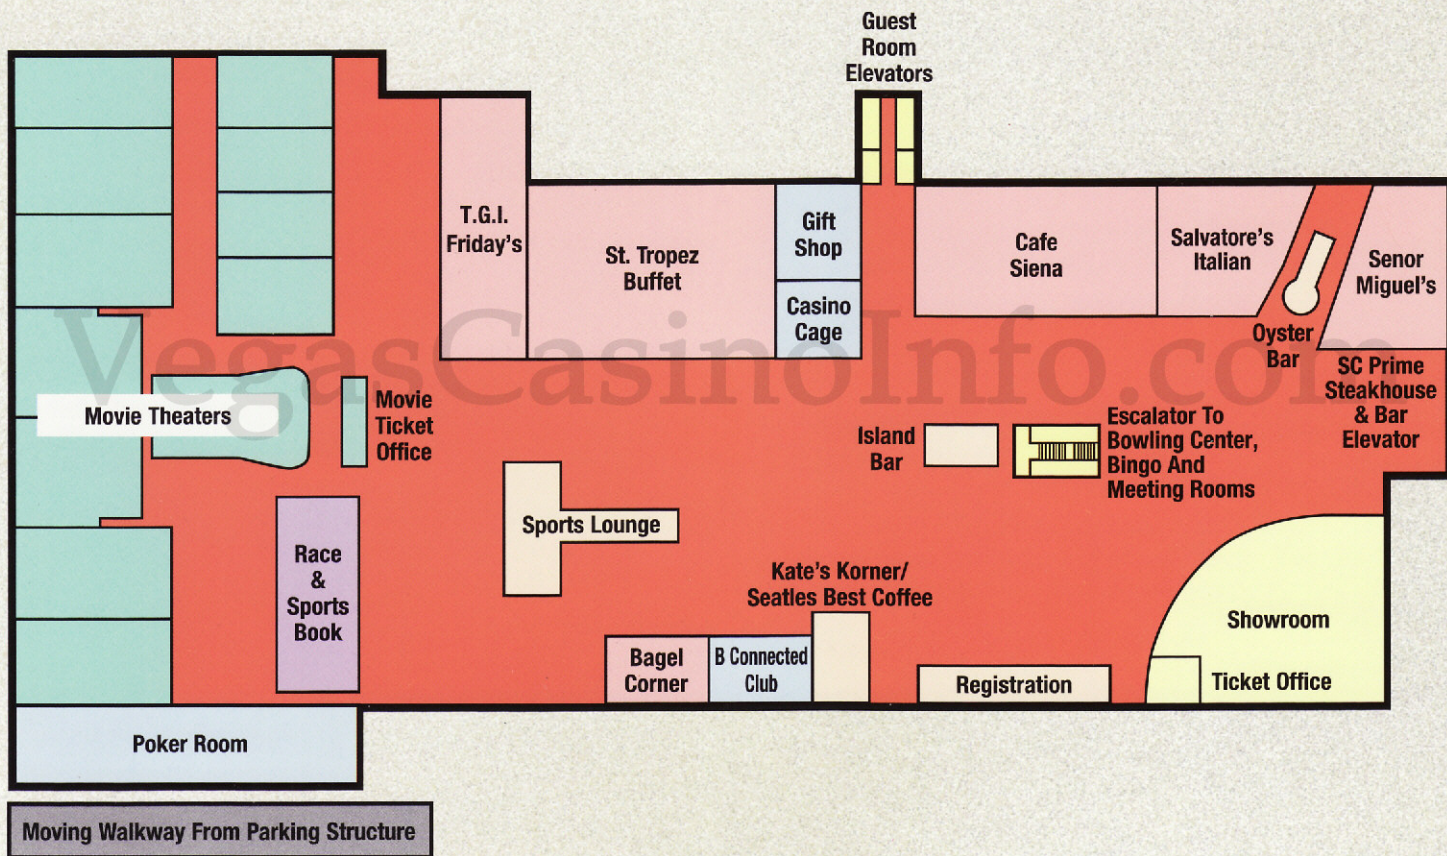 Guest
Room
Elevators
T.G.I.
Friday's
St. Tropez
Buffet
Gift
Shop
Casino
Cage
Cafe
Siena
Salvatore's
Italian
Senor
Miguel's
Oyster
Bar
SC Prime
Steakhouse
& Bar
Elevator
VegasCasinoInfo.com
Movie Theaters
Movie
Ticket
Office
Island
Bar
Escalator To
Bowling Center,
Bingo And
Meeting Rooms
Sports Lounge
Race
&
Sports
Book
Kate's Korner/
Seatles Best Coffee
Bagel
Corner
B Connected
Club
Registration
Showroom
Ticket Office
Poker Room
Moving Walkway From Parking Structure